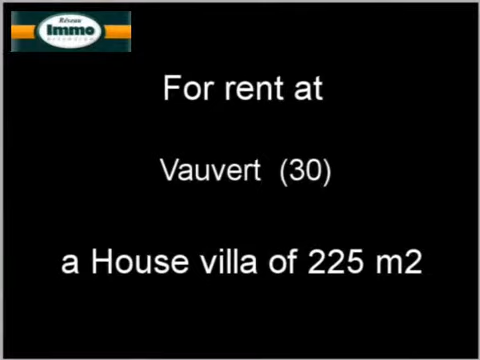 Réseau
Immo
For rent at
Vauvert (30)
a House villa of 225 m2